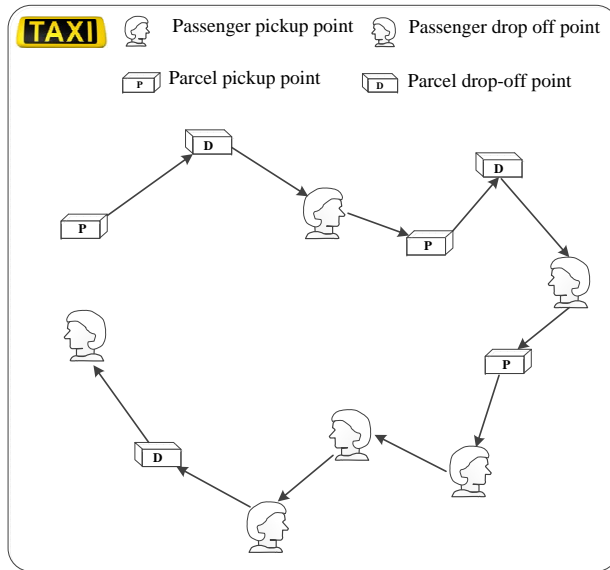 TAXI
Passenger pickup point
Passenger drop off point
P
Parcel pickup point
D
Parcel drop-off point
D
D
P
P
P
D